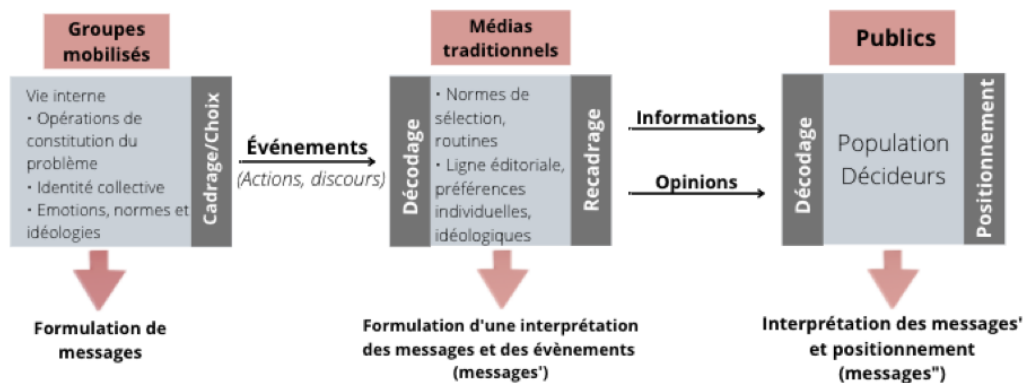 Groupes
mobilisés
Vie interne
• Opérations de
constitution du
problème
• Identité collective
• Emotions, normes et
idéologies
Cadrage/Choix
Formulation de
messages
Événements
(Actions, discours)
Médias
traditionnels
Décodage
• Normes de
sélection,
routines
• Ligne éditoriale,
préférences
individuelles,
idéologiques
Recadrage
Formulation d'une interprétation
des messages et des évènements
(messages')
Informations
Opinions
Publics
Décodage
Population
Décideurs
Positionnement
Interprétation des messages'
et positionnement
(messages")